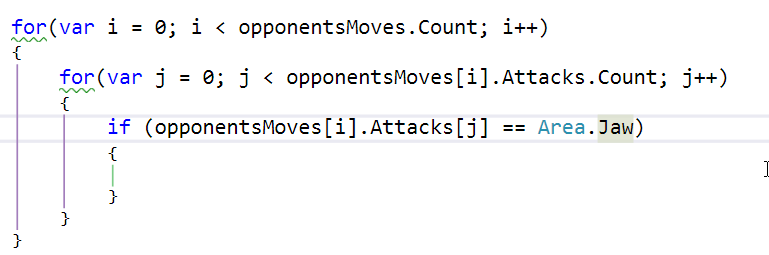 for(var i = 0; i < opponentsMoves.Count; i++)
{
for(var j = 0; j < opponentsMoves[i].Attacks.Count; j++)
{
if (opponentsMoves[i].Attacks[j] == Area.Jaw)
{
}
}
}